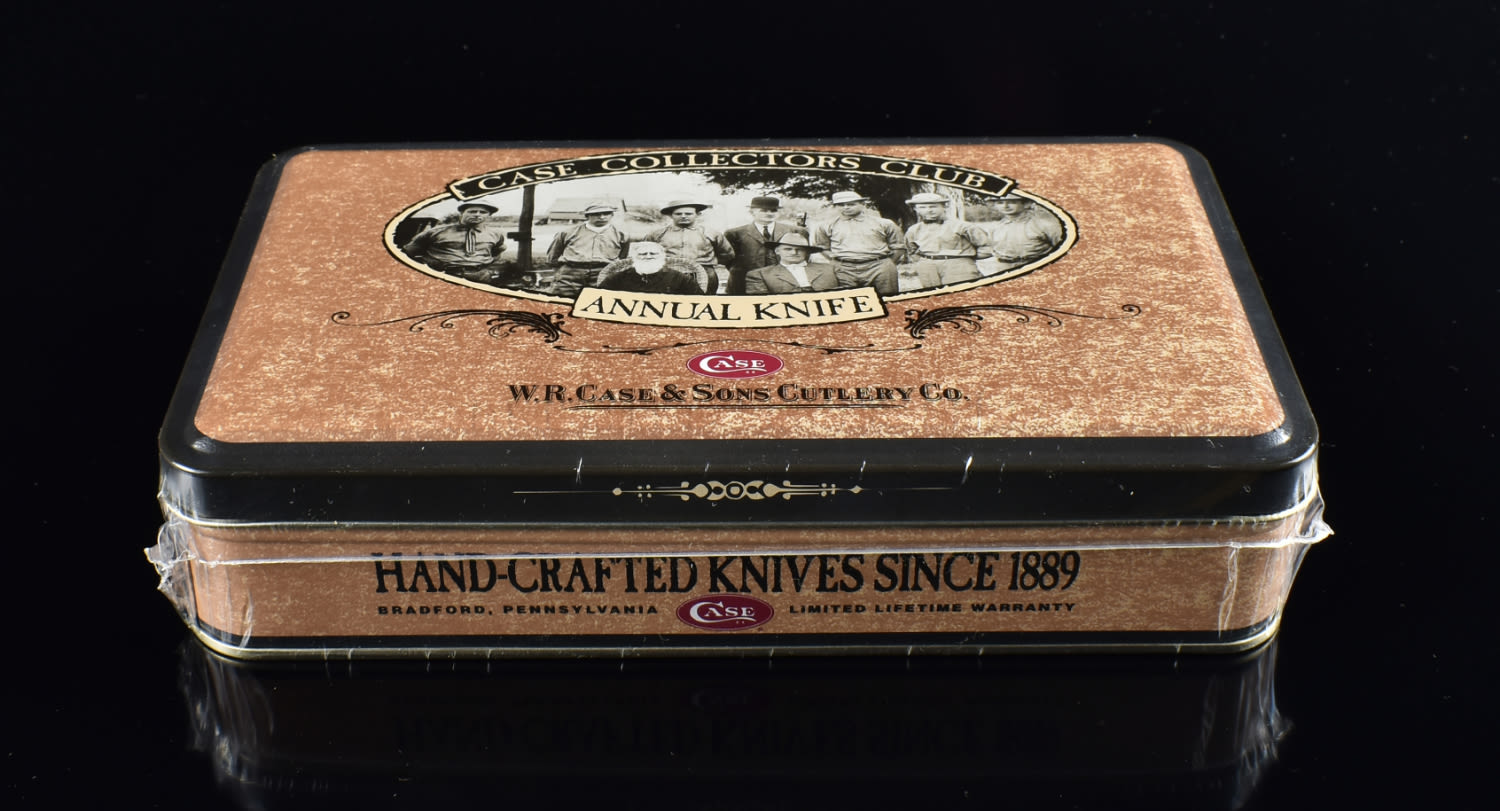 CASE COLLECTORS CLUB
ANNUAL KNIFE
CASE
W.R. CASE & SONS CUTLERY CO.
HAND-CRAFTED KNIVES SINCE 1889
BRADFORD, PENNSYLVANIA CASE LIMITED LIFETIME WARRANTY